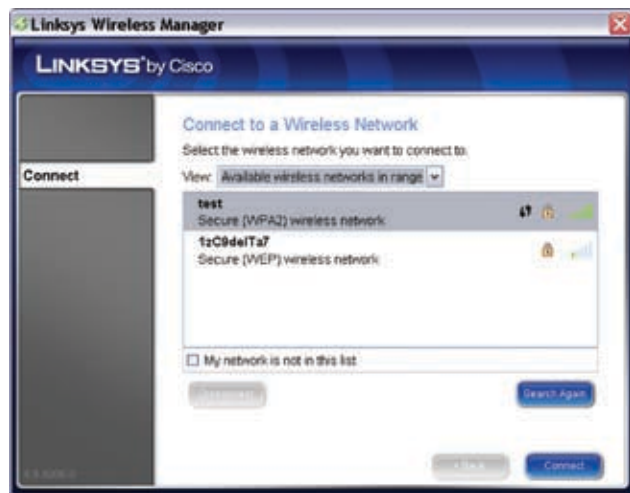 Linksys Wireless Manager
LINKSYS® by Cisco
Connect
Connect to a Wireless Network
Select the wireless network you want to connect to.
View: Available wireless networks in range
test
Secure (WPA2) wireless network
Secure (WEP) wireless network
My network is not in this list
Search Again
Connect